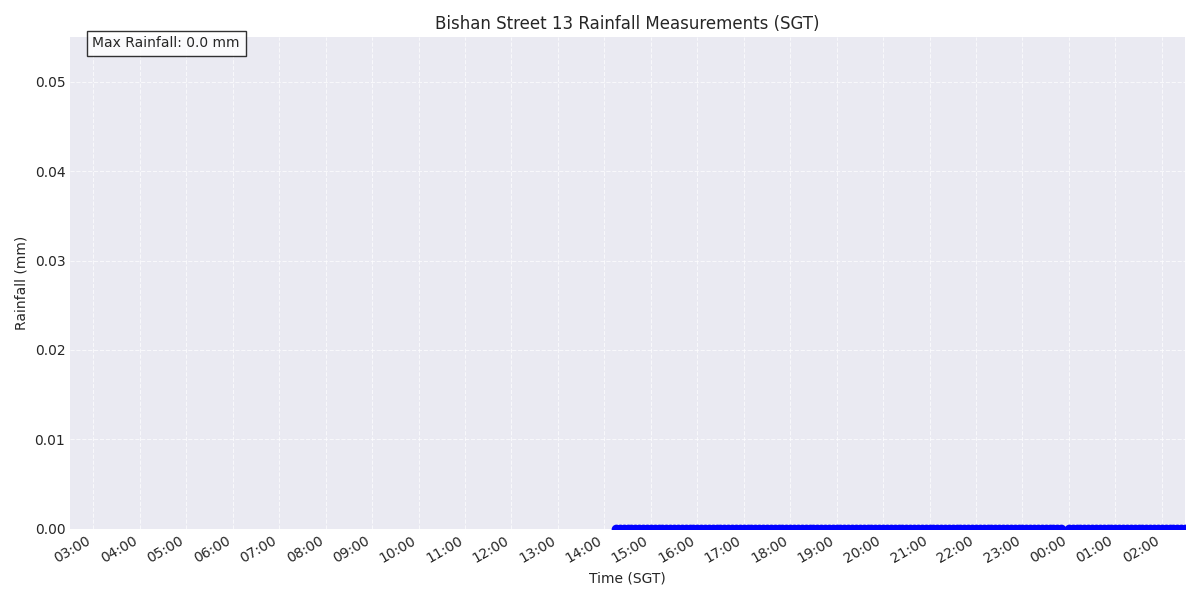 Bishan Street 13 Rainfall Measurements (SGT)
Max Rainfall: 0.0 mm
0.05
0.04
0.03
0.02
0.01
0.00
Rainfall (mm)
03:00 04:00 05:00 06:00 07:00 08:00 09:00 10:00 11:00 12:00 13:00 14:00 15:00 16:00 17:00 18:00 19:00 20:00 21:00 22:00 23:00 00:00 01:00 02:00
Time (SGT)